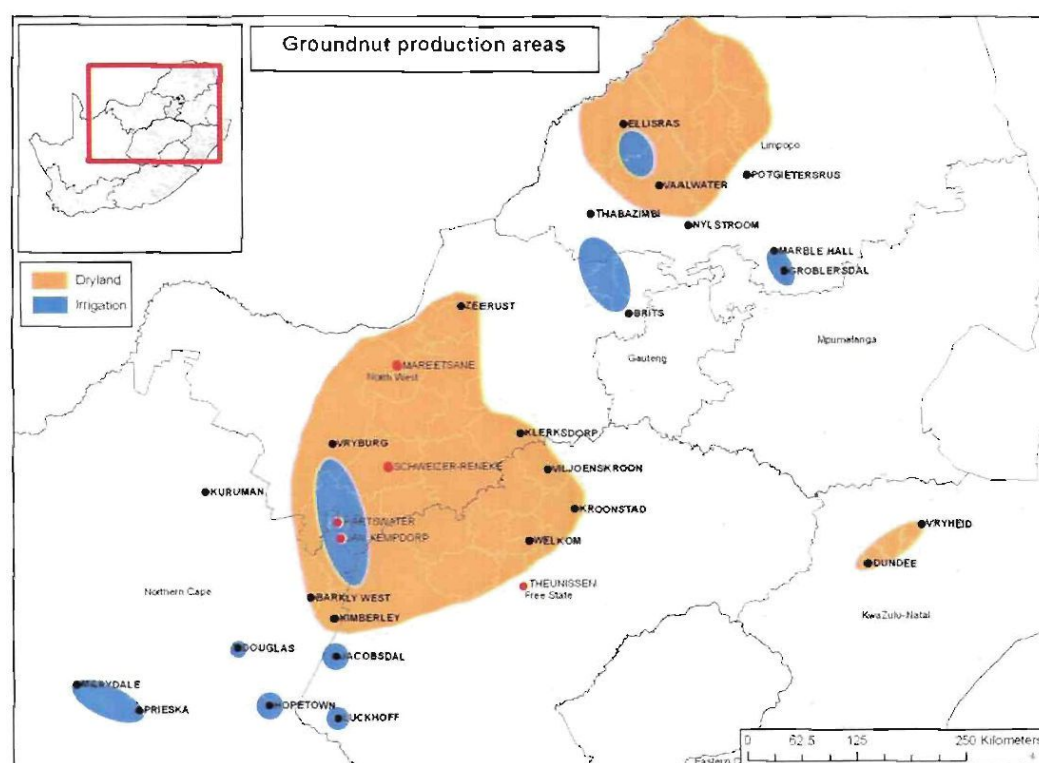 Groundnut production areas
Dryland
Irrigation
ELLISRAS
Limpopo
POTGIETERSRUS
VAALWATER
THABAZIMBI
NYLSTROOM
MARBLE HALL
GROBLERSDAL
BRITS
ZEERUST
Gauteng
Mpumalanga
MAREETSANE
North West
KLERKSDORP
VRYBURG
SCHWEIZER-RENEKE
VILJOENSKROON
KURUMAN
KROONSTAD
HARTSWATER
JAN KEMPDORP
WELKOM
VRYHEID
DUNDEE
THEUNISSEN
Free State
Northern Cape
BARKLY WEST
KIMBERLEY
KwaZulu-Natal
DOUGLAS
JACOBSDAL
MARYDALE
PRIESKA
HOPETOWN
LUCKHOFF
0 62.5 125 250 Kilometers